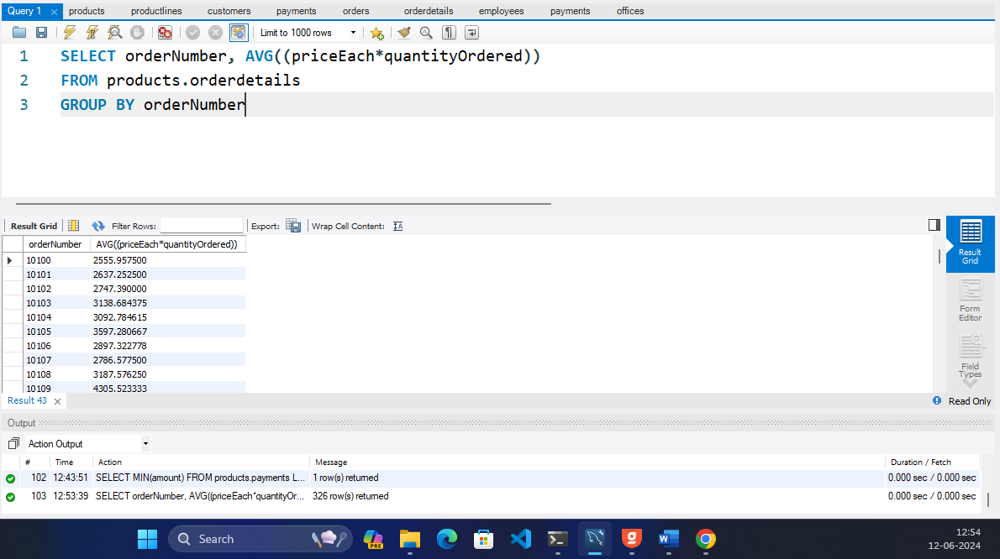 Query 1 products productlines customers payments orders orderdetails employees payments offices
Limit to 1000 rows
1 SELECT orderNumber, AVG((priceEach*quantityOrdered))
2 FROM products.orderdetails
3 GROUP BY orderNumber
Result Grid Filter Rows: Export: Wrap Cell Content: IA
orderNumber AVG((priceEach*quantityOrdered))
10100 2555.957500
10101 2637.252500
10102 2747.390000
10103 3138.684375
10104 3092.784615
10105 3597.280667
10106 2897.322778
10107 2786.577500
10108 3187.576250
10109 4305.523333
Result
Grid
Form
Editor
Field
Types
Result 43 Read Only
Output
Action Output
# Time Action Message Duration / Fetch
102 12:43:51 SELECT MIN(amount) FROM products.payments L... 1 row(s) returned 0.000 sec / 0.000 sec
103 12:53:39 SELECT orderNumber, AVG((priceEach*quantityOr... 326 row(s) returned 0.000 sec / 0.000 sec
Search
PRE
12:54
12-06-2024